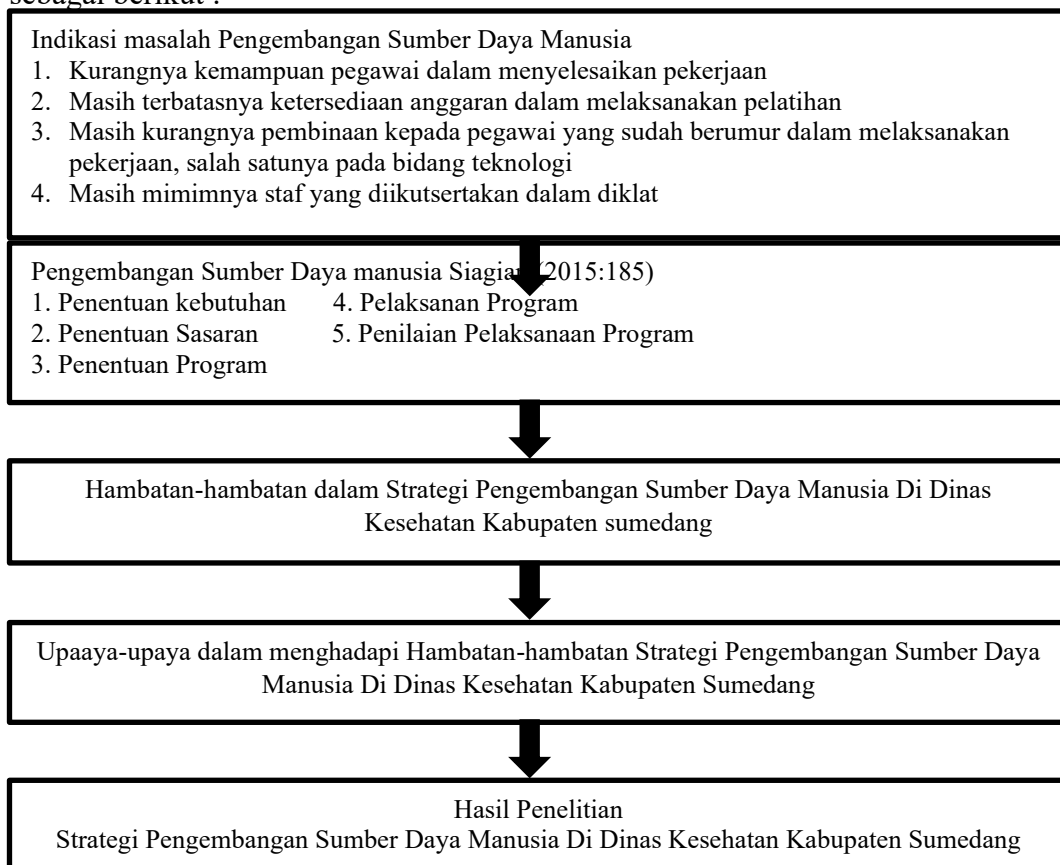 sebagai berikut :
Indikasi masalah Pengembangan Sumber Daya Manusia
1. Kurangnya kemampuan pegawai dalam menyelesaikan pekerjaan
2. Masih terbatasnya ketersediaan anggaran dalam melaksanakan pelatihan
3. Masih kurangnya pembinaan kepada pegawai yang sudah berumur dalam melaksanakan
pekerjaan, salah satunya pada bidang teknologi
4. Masih mimimnya staf yang diikutsertakan dalam diklat
Pengembangan Sumber Daya manusia Siagian (2015:185)
1. Penentuan kebutuhan 4. Pelaksanan Program
2. Penentuan Sasaran 5. Penilaian Pelaksanaan Program
3. Penentuan Program
Hambatan-hambatan dalam Strategi Pengembangan Sumber Daya Manusia Di Dinas
Kesehatan Kabupaten sumedang
Upaaya-upaya dalam menghadapi Hambatan-hambatan Strategi Pengembangan Sumber Daya
Manusia Di Dinas Kesehatan Kabupaten Sumedang
Hasil Penelitian
Strategi Pengembangan Sumber Daya Manusia Di Dinas Kesehatan Kabupaten Sumedang